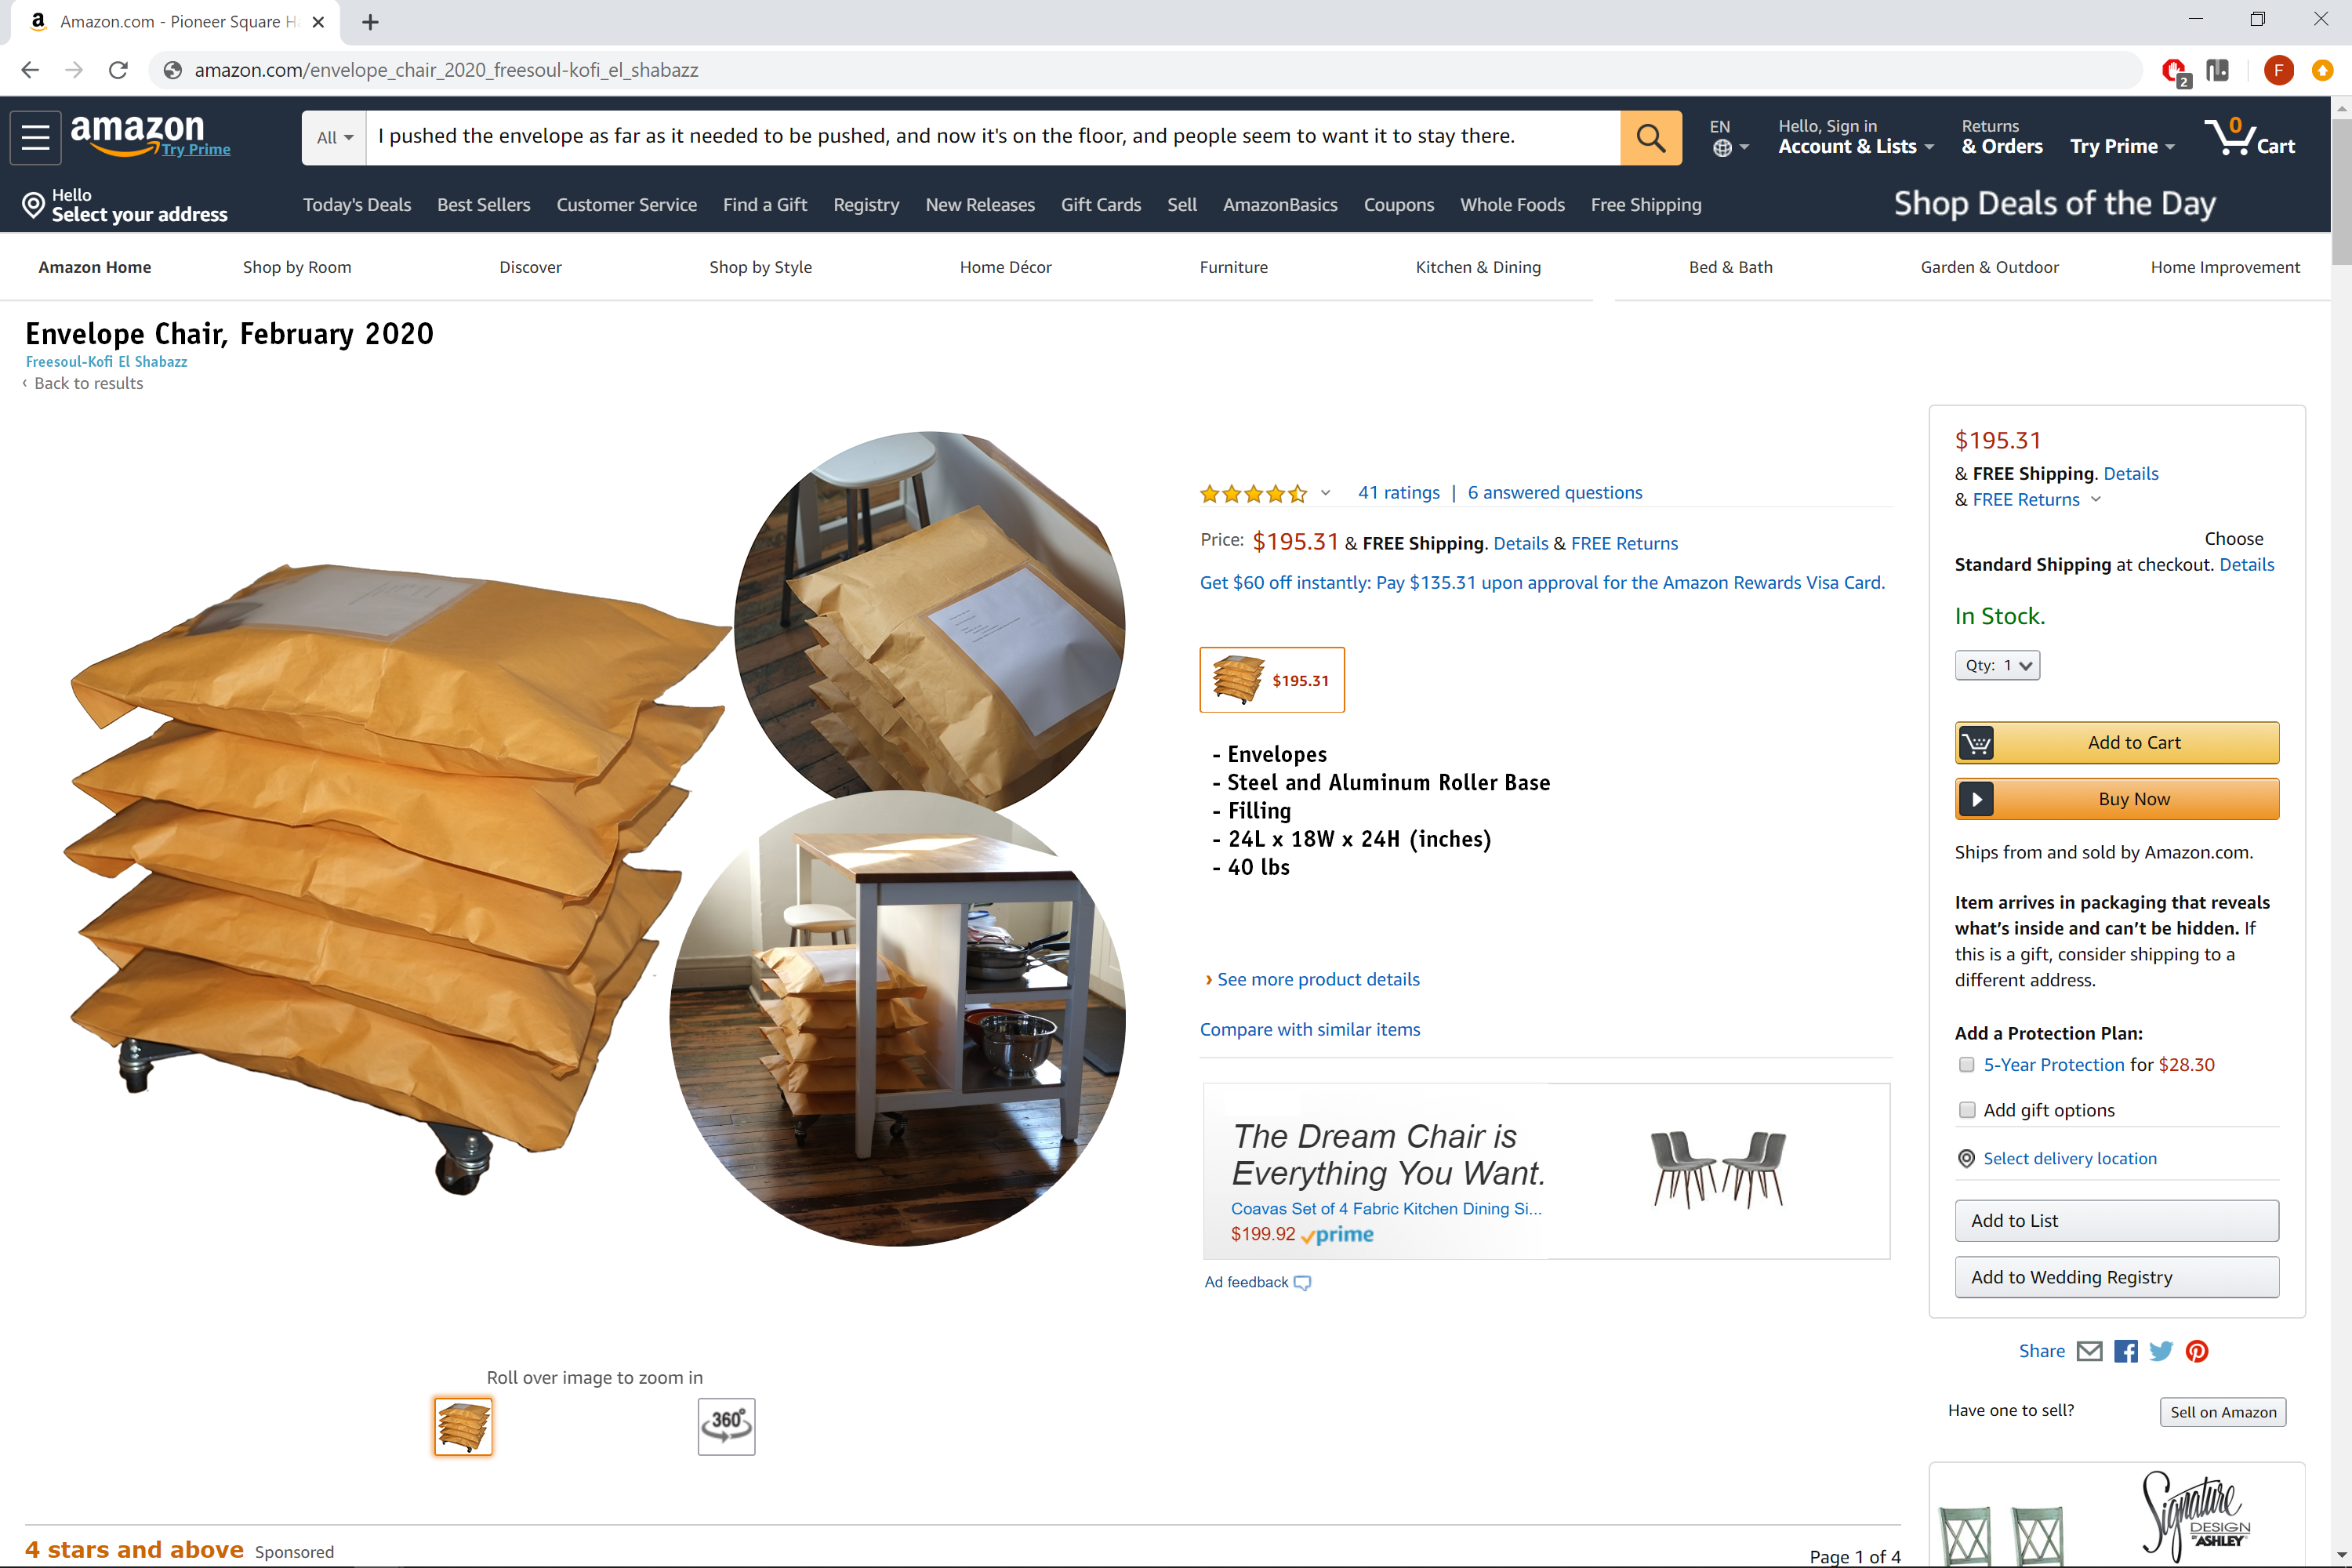 Amazon.com - Pioneer Square H
amazon.com/envelope_chair_2020_freesoul-kofi_el_shabazz
2
F
amazon
Try Prime
All
I pushed the envelope as far as it needed to be pushed, and now it's on the floor, and people seem to want it to stay there.
EN
Hello, Sign in
Account & Lists
Returns
& Orders
Try Prime
0
Cart
Hello
Select your address
Today's Deals
Best Sellers
Customer Service
Find a Gift
Registry
New Releases
Gift Cards
Sell
AmazonBasics
Coupons
Whole Foods
Free Shipping
Shop Deals of the Day
Amazon Home
Shop by Room
Discover
Shop by Style
Home Décor
Furniture
Kitchen & Dining
Bed & Bath
Garden & Outdoor
Home Improvement
Envelope Chair, February 2020
Freesoul-Kofi El Shabazz
‹ Back to results
41 ratings | 6 answered questions
Price: $195.31 & FREE Shipping. Details & FREE Returns
Get $60 off instantly: Pay $135.31 upon approval for the Amazon Rewards Visa Card.
$195.31
- Envelopes
- Steel and Aluminum Roller Base
- Filling
- 24L x 18W x 24H (inches)
- 40 lbs
› See more product details
Compare with similar items
The Dream Chair is
Everything You Want.
Coavas Set of 4 Fabric Kitchen Dining Si...
$199.92 prime
Ad feedback
Roll over image to zoom in
360°
$195.31
& FREE Shipping. Details
& FREE Returns
Choose
Standard Shipping at checkout. Details
In Stock.
Qty: 1
Add to Cart
Buy Now
Ships from and sold by Amazon.com.
Item arrives in packaging that reveals
what's inside and can't be hidden. If
this is a gift, consider shipping to a
different address.
Add a Protection Plan:
5-Year Protection for $28.30
Add gift options
Select delivery location
Add to List
Add to Wedding Registry
Share
Have one to sell?
Sell on Amazon
Signature
DESIGN
BY ASHLEY
4 stars and above Sponsored
Page 1 of 4